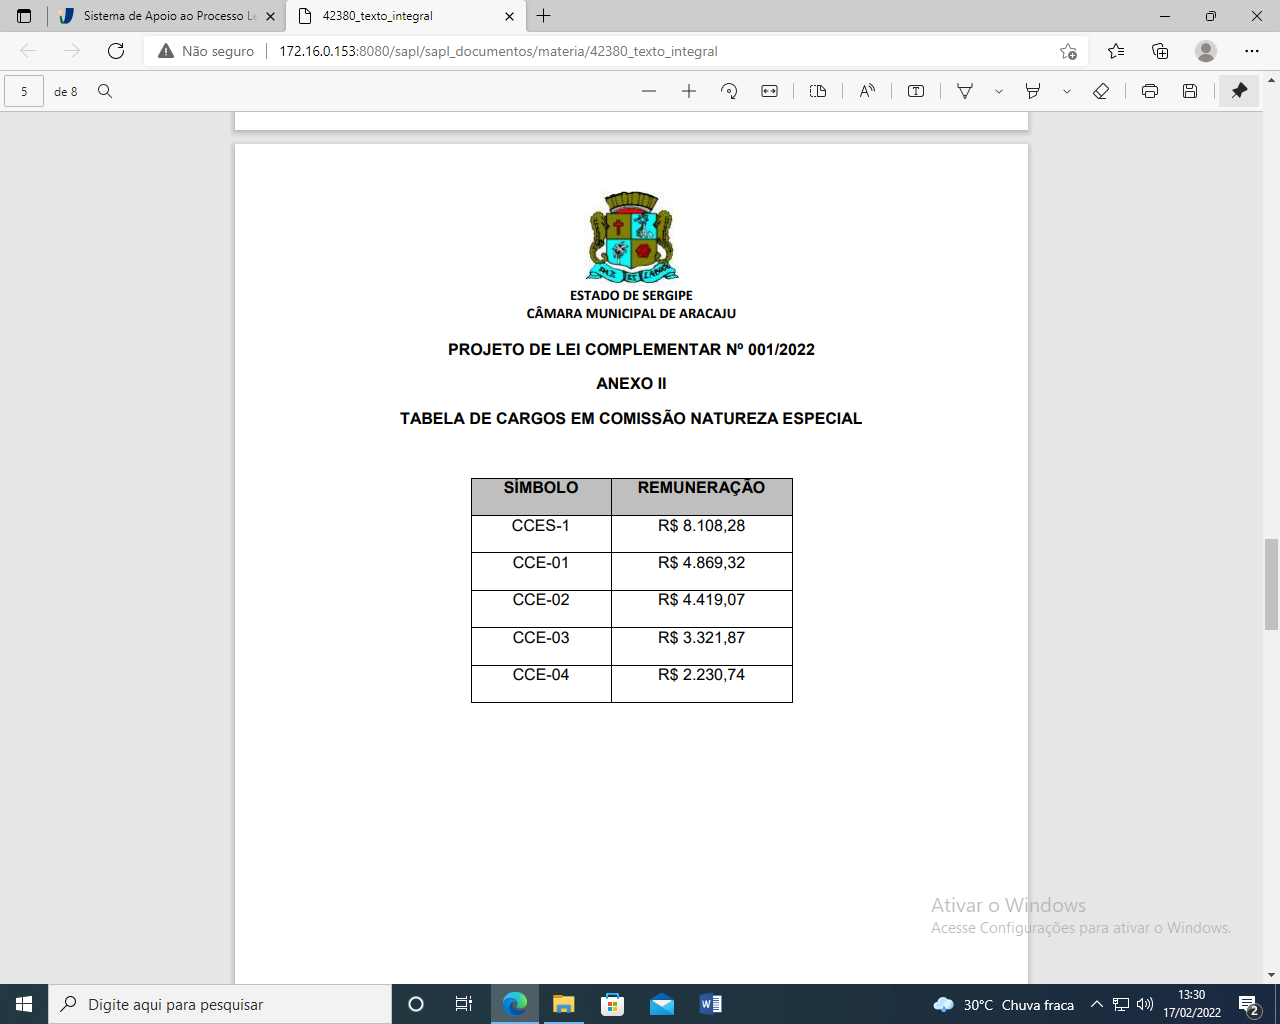 Sistema de Apoio ao Processo Le
42380_texto_integral
Não seguro
172.16.0.153:8080/sapl/sapl_documentos/materia/42380_texto_integral
5 de 8
ESTADO DE SERGIPE
CÂMARA MUNICIPAL DE ARACAJU
PROJETO DE LEI COMPLEMENTAR Nº 001/2022
ANEXO II
TABELA DE CARGOS EM COMISSÃO NATUREZA ESPECIAL
SÍMBOLO REMUNERAÇÃO
CCES-1 R$ 8.108,28
CCE-01 R$ 4.869,32
CCE-02 R$ 4.419,07
CCE-03 R$ 3.321,87
CCE-04 R$ 2.230,74
Ativar o Windows
Acesse Configurações para ativar o Windows.
Digite aqui para pesquisar
30°C Chuva fraca
13:30
17/02/2022
2